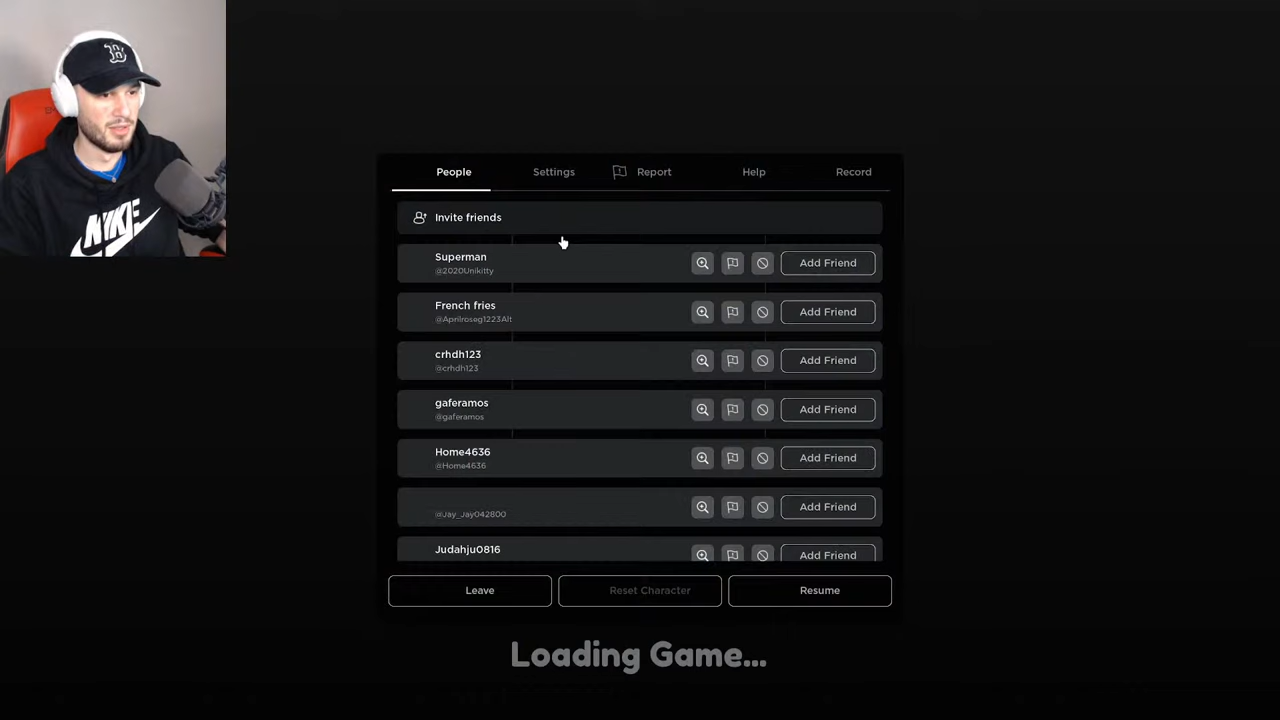 B
NIKE
People
Settings
Report
Help
Record
Invite friends
Superman
@2020Unikitty
Add Friend
French fries
@Aprilroseg1223Alt
Add Friend
crhdh123
@crhdh123
Add Friend
gaferamos
@gaferamos
Add Friend
Home4636
@Home4636
Add Friend
@Jay_Jay042800
Add Friend
Judahju0816
Add Friend
Leave
Reset Character
Resume
Loading Game...